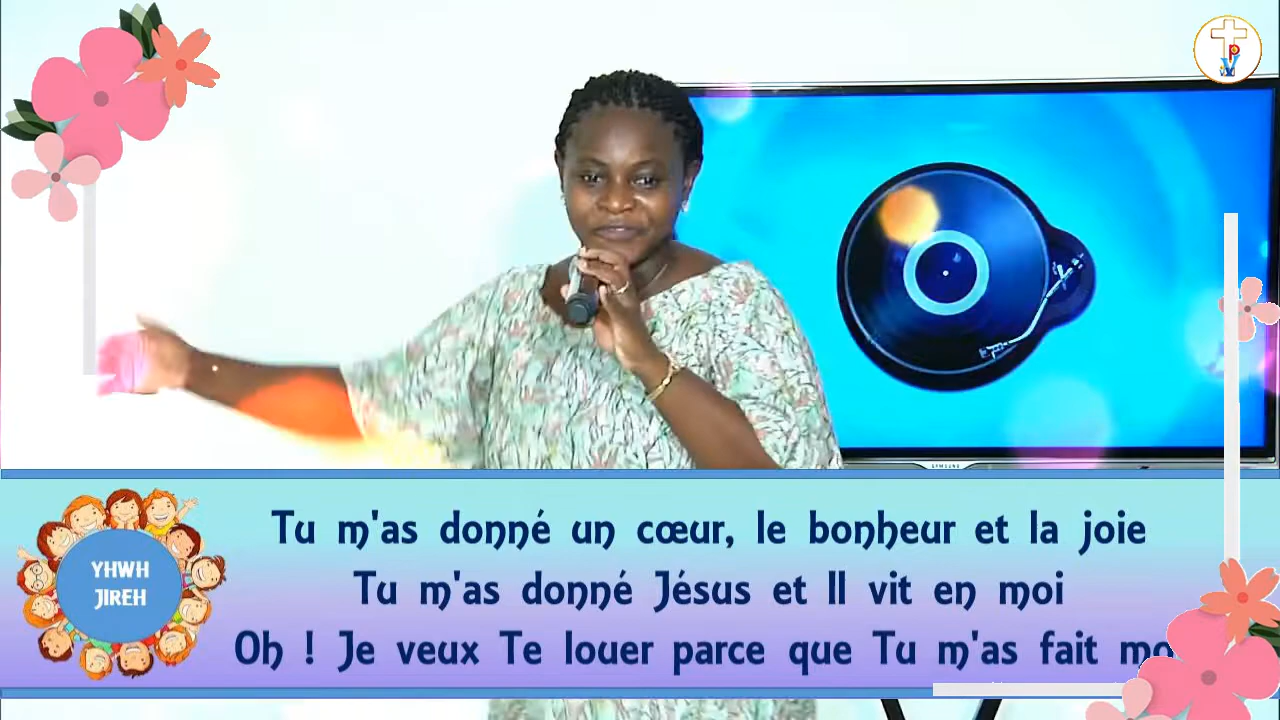 SAMSUNG
YHWH
JIREH
Tu m'as donné un cœur, le bonheur et la joie
Tu m'as donné Jésus et Il vit en moi
Oh ! Je veux Te louer parce que Tu m'as fait